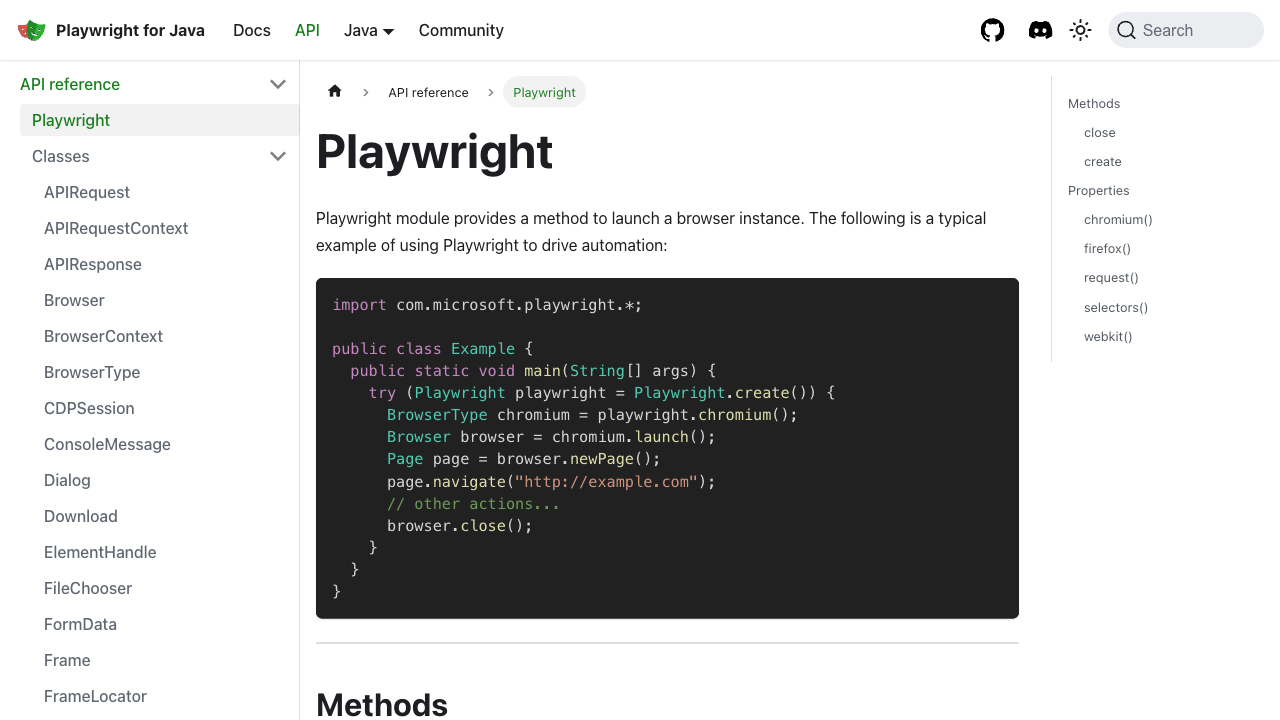 Playwright for Java
Docs
API
Java
Community
Search
API reference
Playwright
Classes
APIRequest
APIRequestContext
APIResponse
Browser
BrowserContext
BrowserType
CDPSession
ConsoleMessage
Dialog
Download
ElementHandle
FileChooser
FormData
Frame
FrameLocator
API reference
Playwright
Playwright
Playwright module provides a method to launch a browser instance. The following is a typical
example of using Playwright to drive automation:
import com.microsoft.playwright.*;
public class Example {
  public static void main(String[] args) {
    try (Playwright playwright = Playwright.create()) {
      BrowserType chromium = playwright.chromium();
      Browser browser = chromium.launch();
      Page page = browser.newPage();
      page.navigate("http://example.com");
      // other actions...
      browser.close();
    }
  }
}
Methods
Methods
close
create
Properties
chromium()
firefox()
request()
selectors()
webkit()